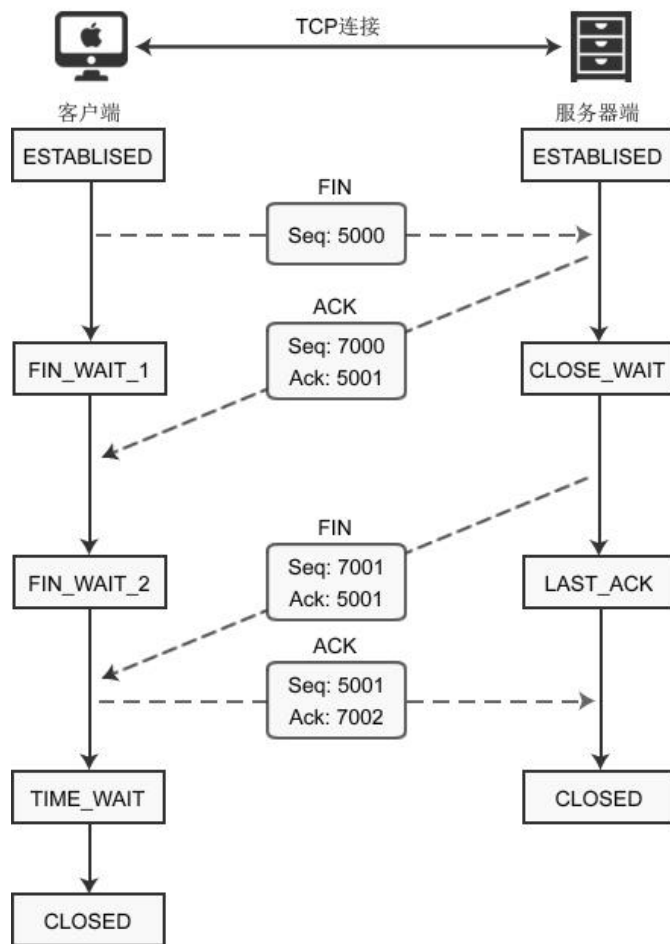 TCP连接
客户端
服务器端
ESTABLISED
ESTABLISED
FIN
Seq: 5000
ACK
Seq: 7000
Ack: 5001
FIN_WAIT_1
CLOSE_WAIT
FIN
Seq: 7001
Ack: 5001
FIN_WAIT_2
LAST_ACK
ACK
Seq: 5001
Ack: 7002
TIME_WAIT
CLOSED
CLOSED